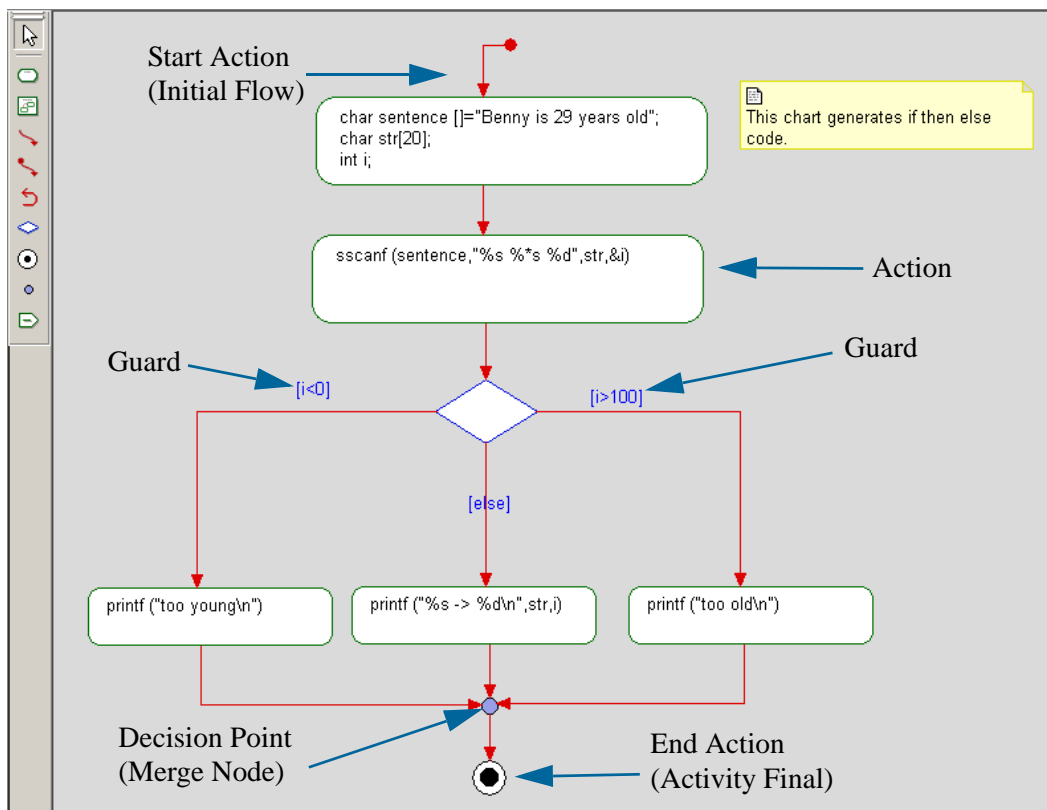 Start Action
(Initial Flow)
char sentence []="Benny is 29 years old";
char str[20];
int i;
This chart generates if then else
code.
sscanf (sentence,"%s %*s %d",str,&i)
Action
Guard
Guard
[i<0]
[i>100]
[else]
printf ("too young\n")
printf ("%s -> %d\n",str,i)
printf ("too old\n")
Decision Point
(Merge Node)
End Action
(Activity Final)